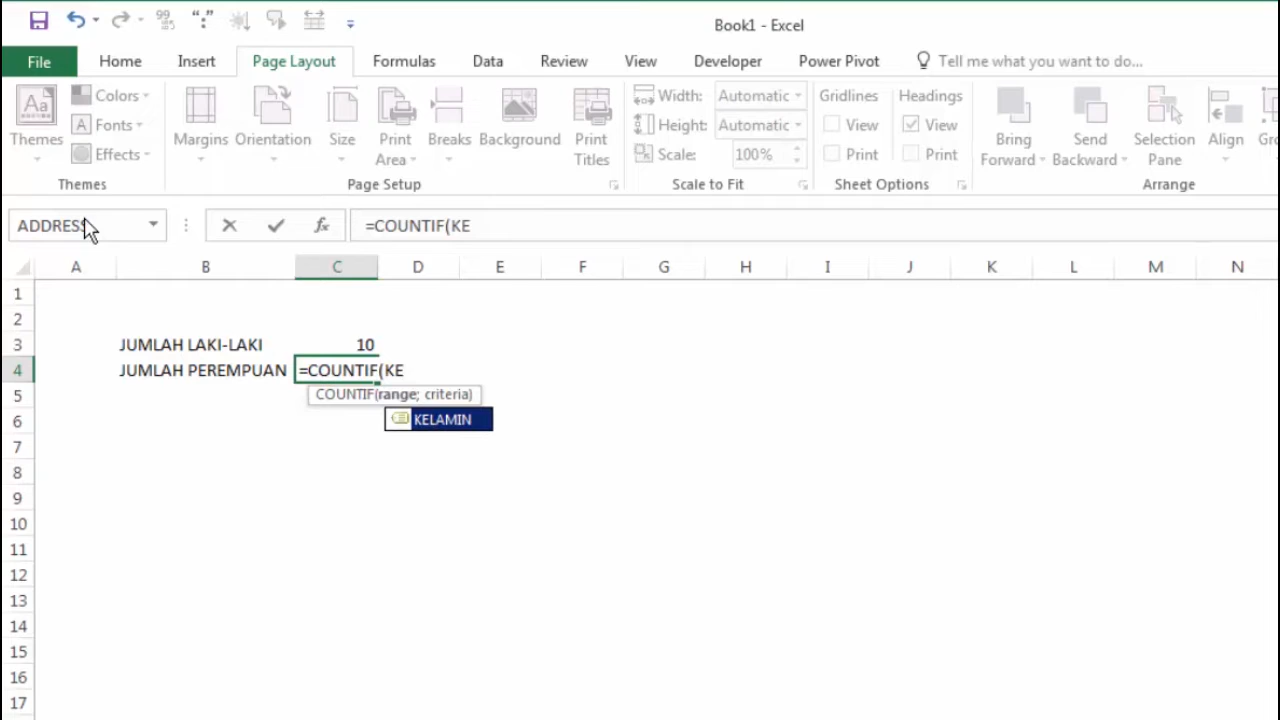 Book1 - Excel
File Home Insert Page Layout Formulas Data Review View Developer Power Pivot Tell me what you want to do...
Themes Colors Fonts Effects
Margins Orientation Size Print Area Breaks Background Print Titles
Width: Automatic
Height: Automatic
Scale: 100%
Gridlines Headings
View View
Print Print
Bring Forward Send Backward Selection Pane Align
Themes Page Setup Scale to Fit Sheet Options Arrange
ADDRESS fx =COUNTIF(KE
A B C D E F G H I J K L M N
1
2
3 JUMLAH LAKI-LAKI 10
4 JUMLAH PEREMPUAN =COUNTIF(KE
5 COUNTIF(range; criteria)
6 KELAMIN
7
8
9
10
11
12
13
14
15
16
17